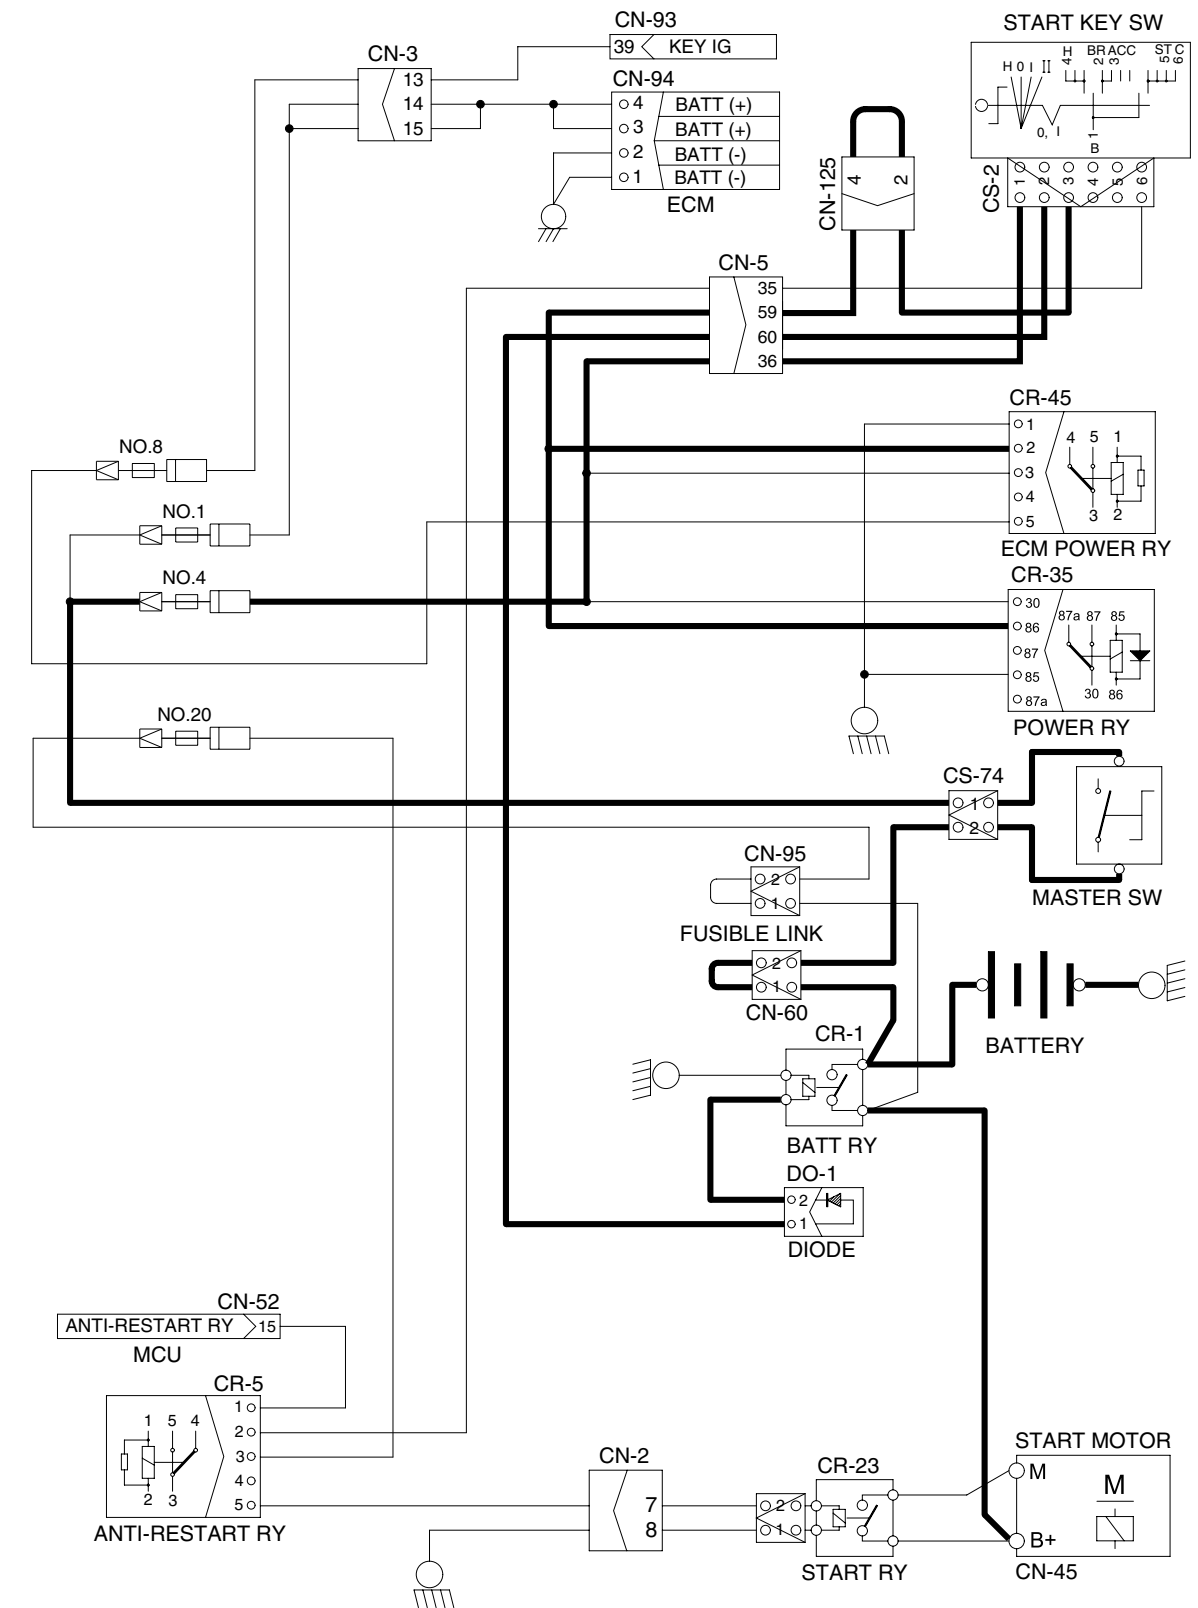 CN-93
START KEY SW
39 KEY IG
CN-3
13
14
15
CN-94
4 BATT (+)
3 BATT (+)
2 BATT (-)
1 BATT (-)
ECM
H BR ACC ST C
4 2 3 5 6
H 0 I II
0, I
1
B
CS-2
1 2 3 4 5 6
CN-125
4 2
CN-5
35
59
60
36
CR-45
1
2
3
4
5
4 5 1
3 2
ECM POWER RY
NO.8
NO.1
NO.4
CR-35
30
86
87
85
87a
87a 87 85
30 86
POWER RY
NO.20
CS-74
1
2
MASTER SW
CN-95
2
1
FUSIBLE LINK
2
1
CN-60
BATTERY
CR-1
BATT RY
DO-1
2
1
DIODE
CN-52
ANTI-RESTART RY 15
MCU
CR-5
1
2
3
4
5
1 5 4
2 3
ANTI-RESTART RY
CN-2
7
8
2
1
CR-23
START RY
START MOTOR
M
M
B+
CN-45